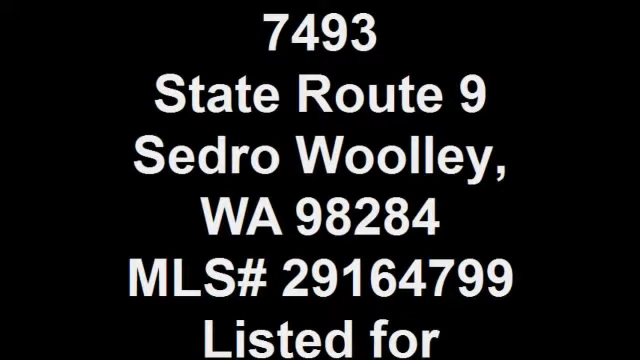 7493
State Route 9
Sedro Woolley,
WA 98284
MLS# 29164799
Listed for